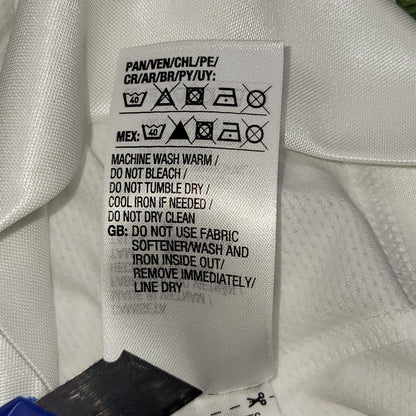 PAN/VEN/CHL/PE/
CR/AR/BR/PY/UY:
40
MEX: 40
MACHINE WASH WARM /
DO NOT BLEACH /
DO NOT TUMBLE DRY /
COOL IRON IF NEEDED /
DO NOT DRY CLEAN
GB: DO NOT USE FABRIC
SOFTENER/WASH AND
IRON INSIDE OUT/
REMOVE IMMEDIATELY/
LINE DRY